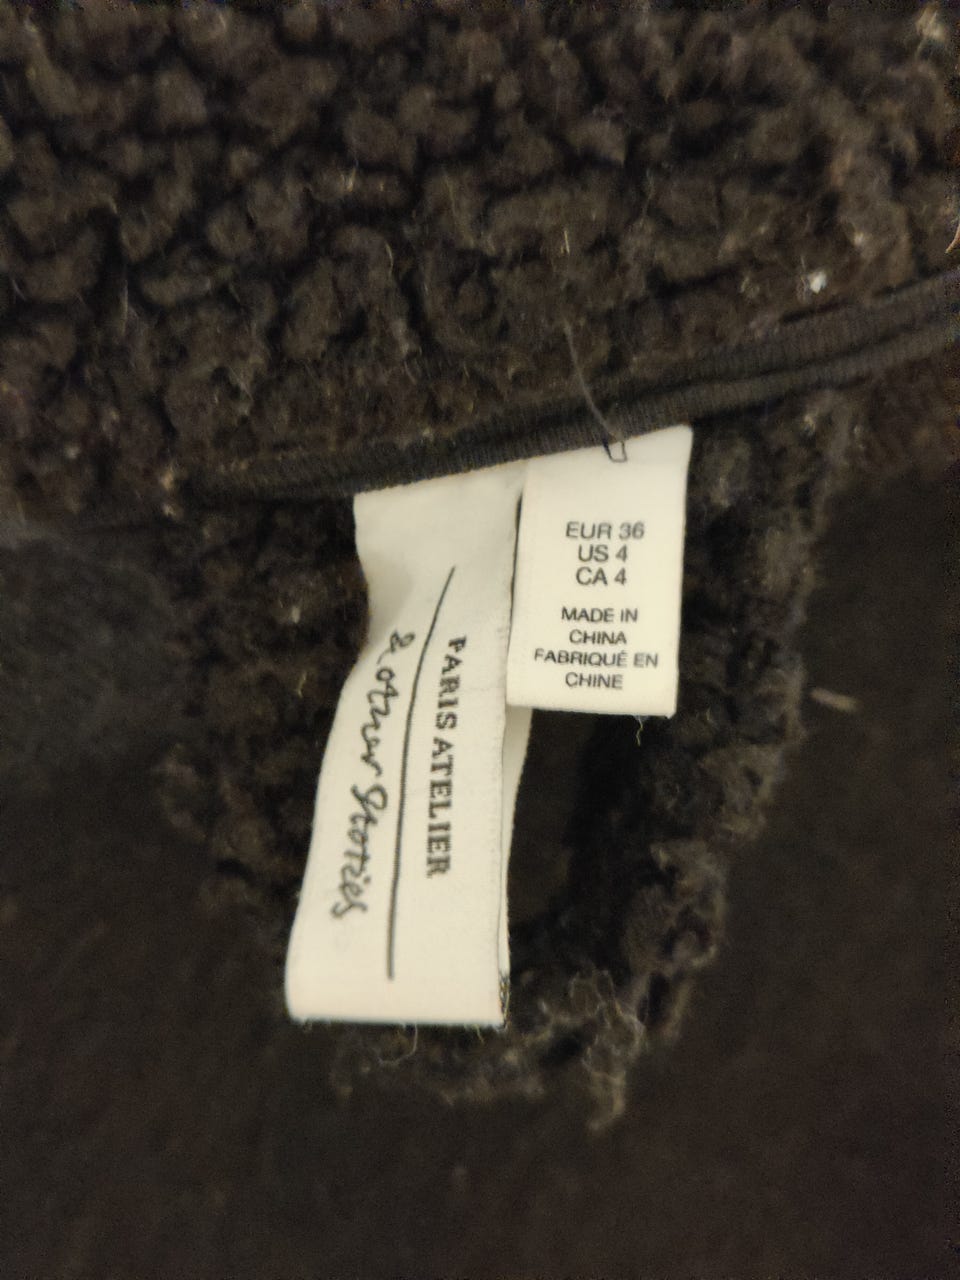 PARIS ATELIER
& other Stories
EUR 36
US 4
CA 4
MADE IN
CHINA
FABRIQUÉ EN
CHINE